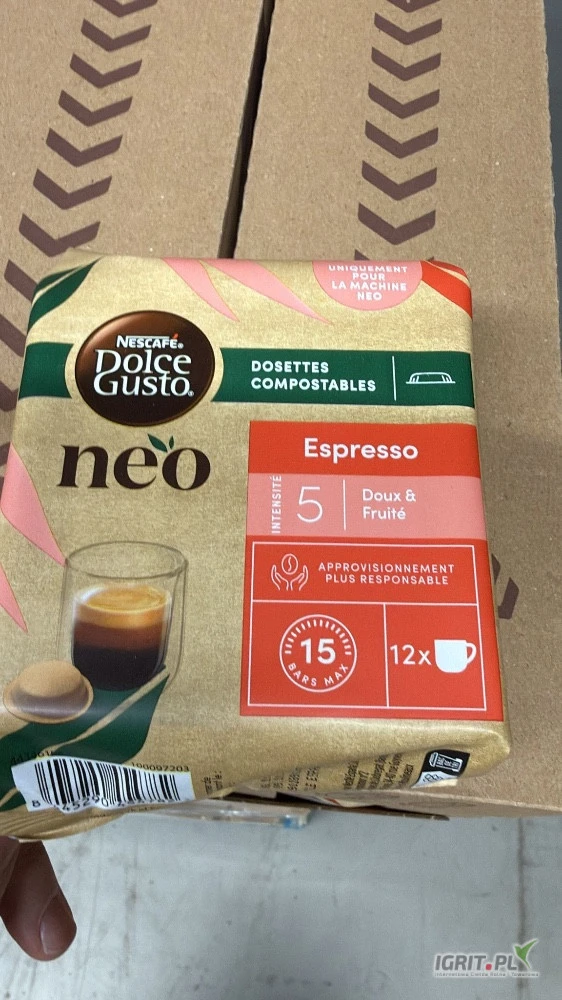 UNIQUEMENT
POUR
LA MACHINE
NEO
NESCAFÉ®
Dolce
Gusto®
DOSETTES
COMPOSTABLES
neo
Espresso
INTENSITÉ
5
Doux &
Fruité
APPROVISIONNEMENT
PLUS RESPONSABLE
15
BARS MAX
12x
100097203
IGRIT.PL